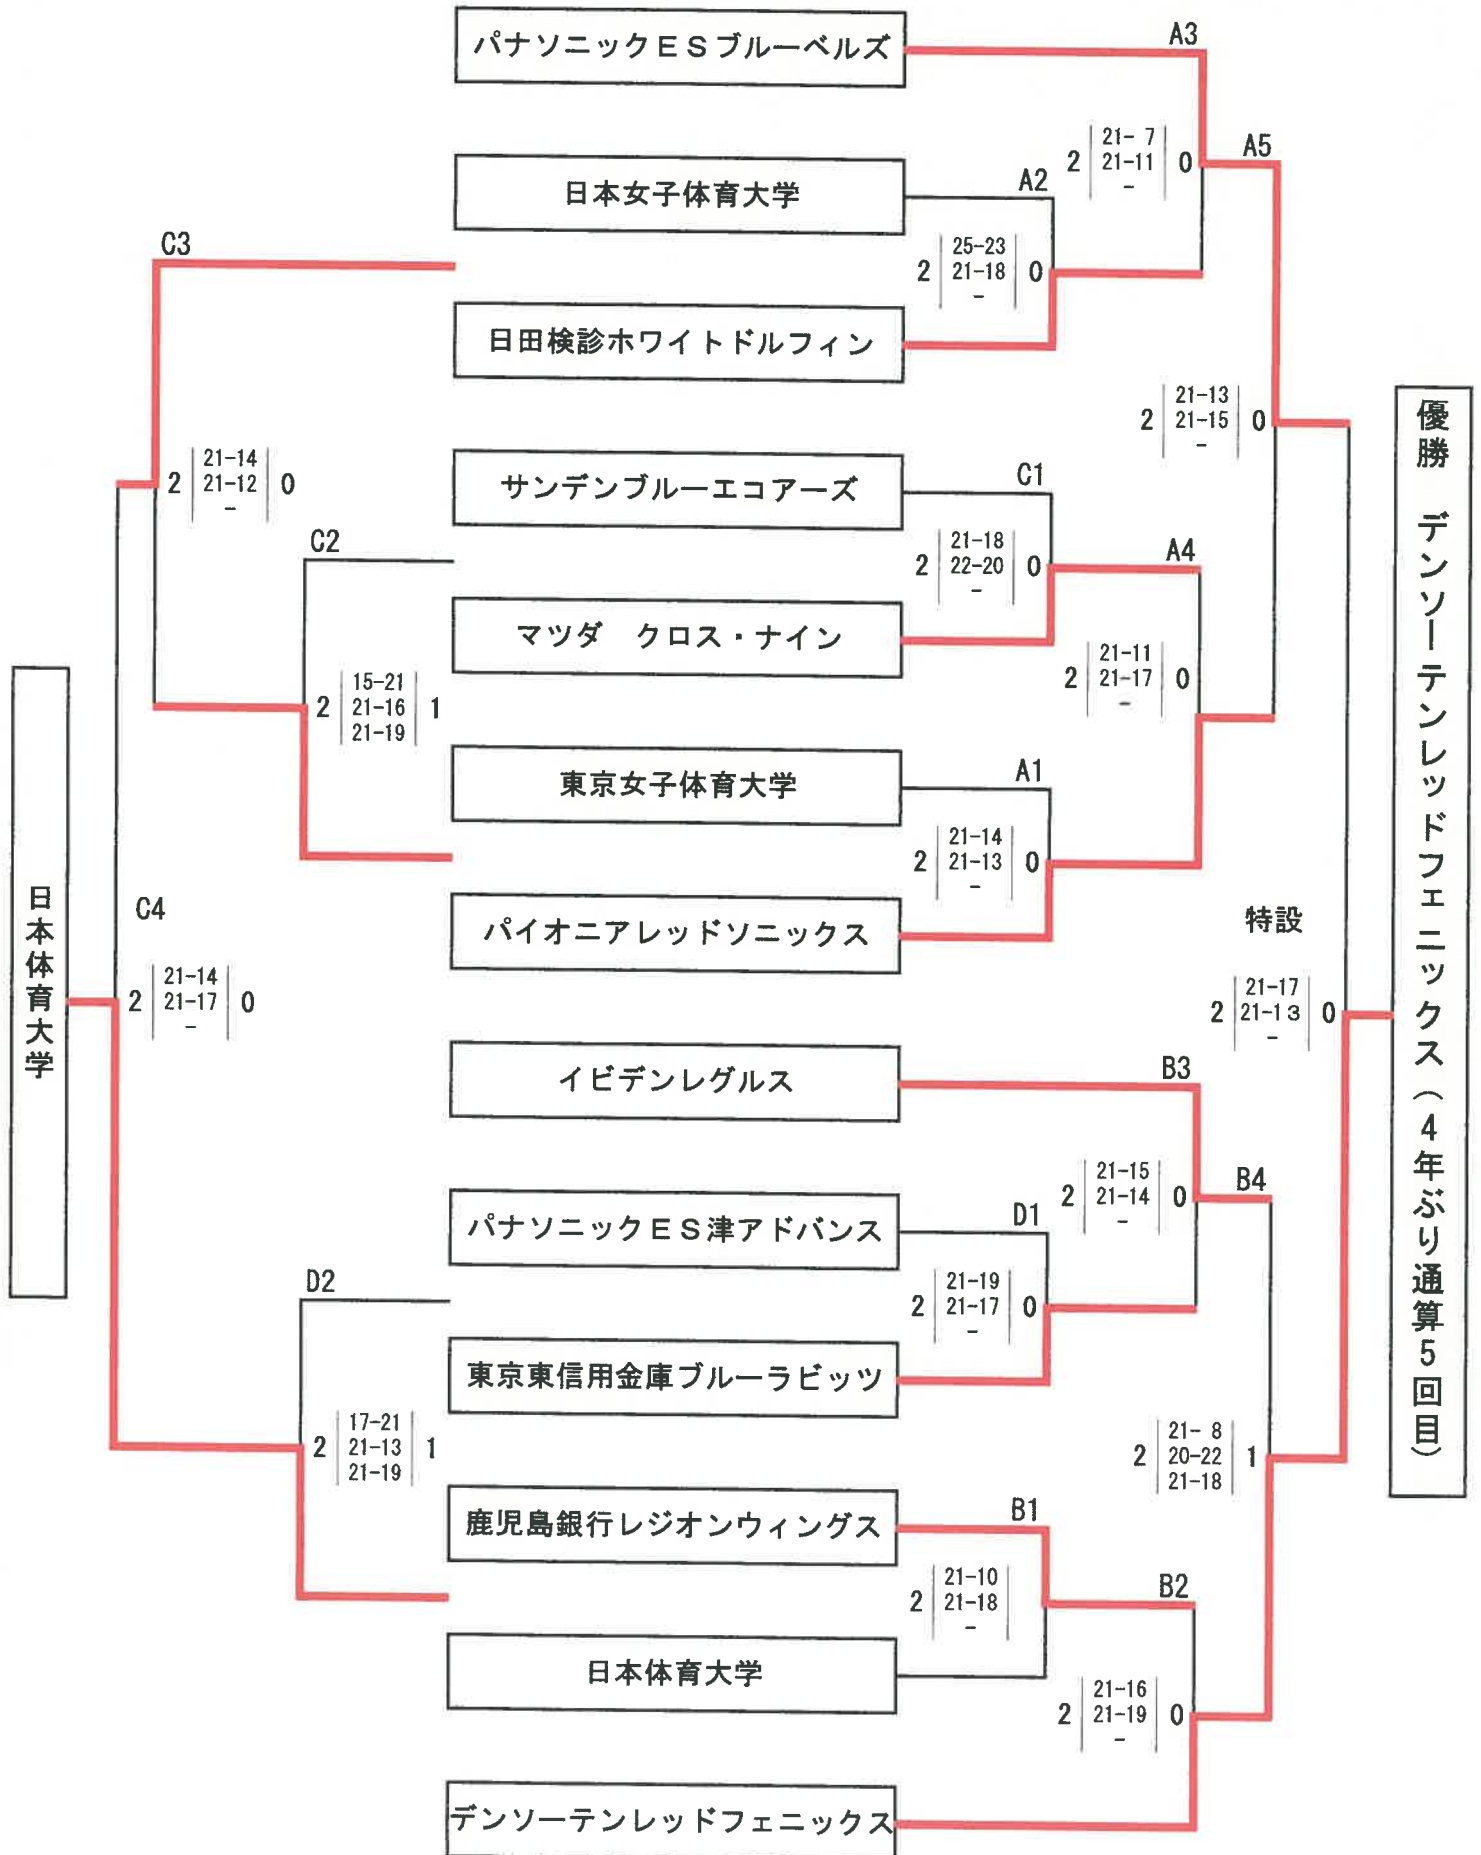 パナソニックＥＳブルーベルズ
A3
21- 7
2 21-11 0
-
A5
日本女子体育大学
A2
C3
25-23
2 21-18 0
-
日田検診ホワイトドルフィン
21-13
2 21-15 0
-
21-14
2 21-12 0
-
サンデンブルーエコアーズ
C1
C2
21-18
2 22-20 0
-
A4
マツダ　クロス・ナイン
21-11
2 21-17 0
-
15-21
2 21-16 1
21-19
東京女子体育大学
A1
21-14
2 21-13 0
-
パイオニアレッドソニックス
C4
特設
21-14
2 21-17 0
-
21-17
2 21-13 0
-
日本体育大学
優勝　デンソーテンレッドフェニックス（４年ぶり通算５回目）
イビデンレグルス
B3
21-15
2 21-14 0
-
B4
パナソニックＥＳ津アドバンス
D1
D2
21-19
2 21-17 0
-
東京東信用金庫ブルーラビッツ
17-21
2 21-13 1
21-19
21- 8
2 20-22 1
21-18
鹿児島銀行レジオンウィングス
B1
21-10
2 21-18
-
B2
日本体育大学
21-16
2 21-19 0
-
デンソーテンレッドフェニックス